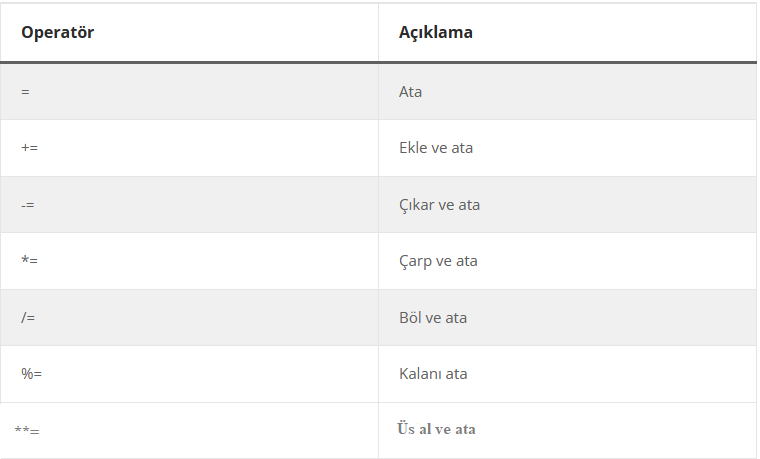 Operatör Açıklama
= Ata
+= Ekle ve ata
-= Çıkar ve ata
*= Çarp ve ata
/= Böl ve ata
%= Kalanı ata
**= Üs al ve ata